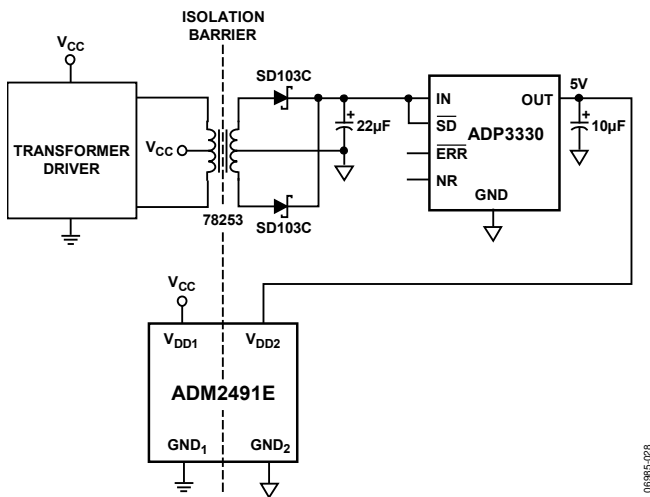 ISOLATION
BARRIER
VCC
SD103C
IN
OUT
5V
22µF
SD
ADP3330
10µF
TRANSFORMER
DRIVER
VCC
ERR
NR
GND
78253
SD103C
VCC
VDD1
VDD2
ADM2491E
GND1
GND2
06985-028